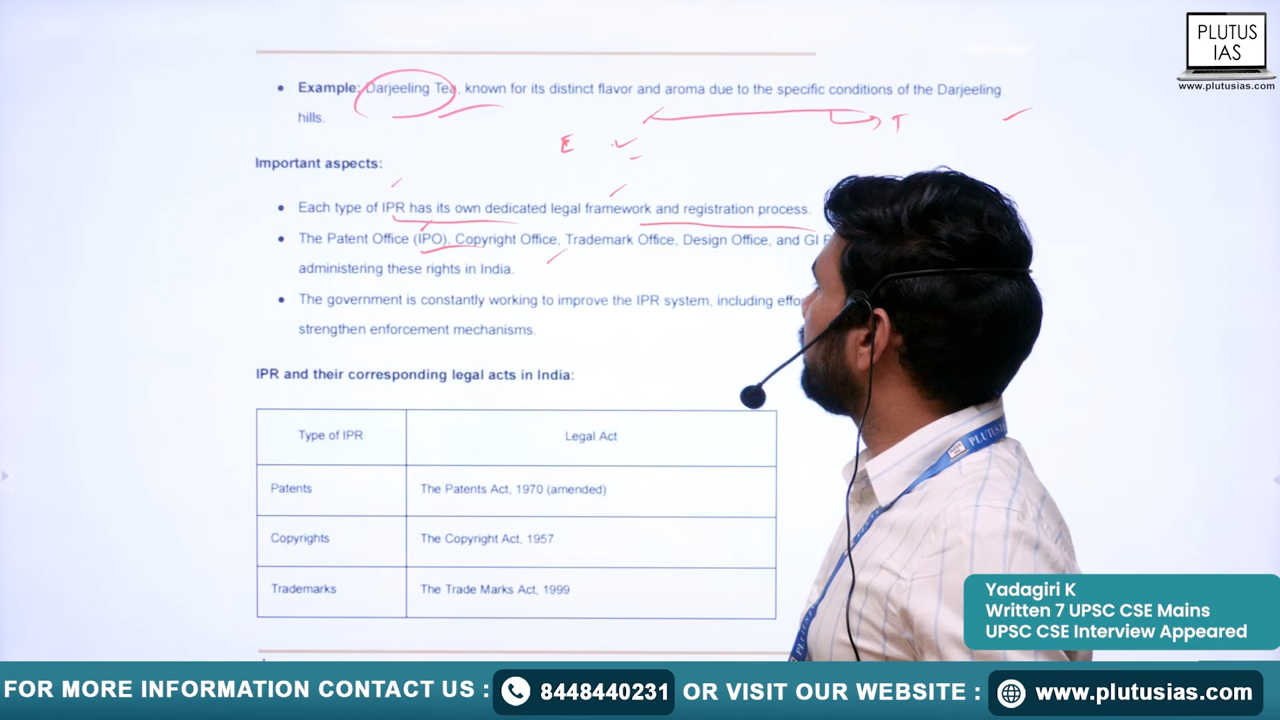 PLUTUS
IAS
www.plutusias.com
• Example: Darjeeling Tea, known for its distinct flavor and aroma due to the specific conditions of the Darjeeling
hills.
T
E
Important aspects:
• Each type of IPR has its own dedicated legal framework and registration process.
• The Patent Office (IPO), Copyright Office, Trademark Office, Design Office, and GI
administering these rights in India.
• The government is constantly working to improve the IPR system, including
strengthen enforcement mechanisms.
IPR and their corresponding legal acts in India:
Type of IPR Legal Act
Patents The Patents Act, 1970 (amended)
Copyrights The Copyright Act, 1957
Trademarks The Trade Marks Act, 1999
PLUTUS
Yadagiri K
Written 7 UPSC CSE Mains
UPSC CSE Interview Appeared
FOR MORE INFORMATION CONTACT US : 8448440231 OR VISIT OUR WEBSITE : www.plutusias.com